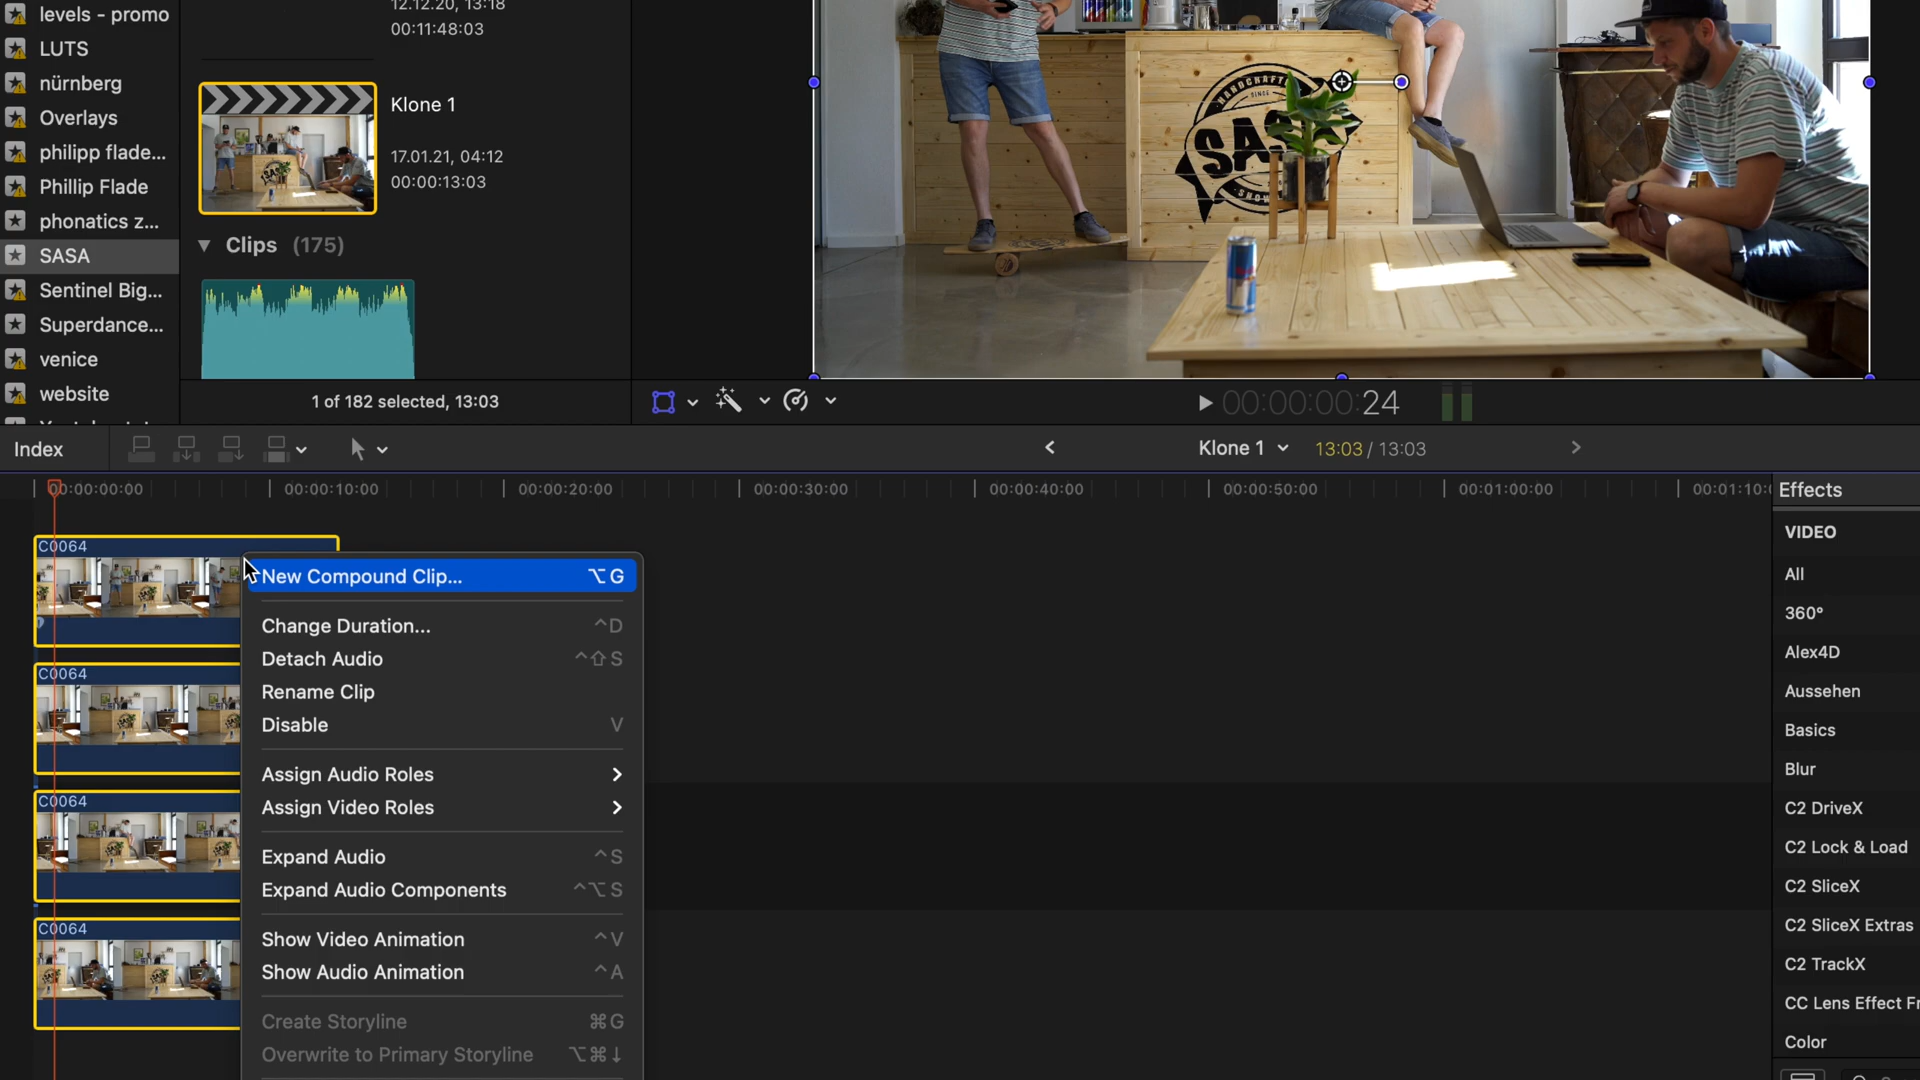 levels - promo
LUTS
nürnberg
Overlays
philipp flade...
Phillip Flade
phonatics z...
SASA
Sentinel Big...
Superdance...
venice
website
12.12.20, 13:18
00:11:48:03
Klone 1
17.01.21, 04:12
00:00:13:03
Clips (175)
1 of 182 selected, 13:03
HANDCRAFTED
SINCE
SASA
SHOW
00:00:00:24
Index
Klone 1
13:03 / 13:03
00:00:00:00
00:00:10:00
00:00:20:00
00:00:30:00
00:00:40:00
00:00:50:00
00:01:00:00
00:01:10:
C0064
C0064
C0064
C0064
New Compound Clip... ⌥G
Change Duration... ^D
Detach Audio ^⇧S
Rename Clip
Disable V
Assign Audio Roles
Assign Video Roles
Expand Audio ^S
Expand Audio Components ^⌥S
Show Video Animation ^V
Show Audio Animation ^A
Create Storyline ⌘G
Overwrite to Primary Storyline ⌥⌘↓
Effects
VIDEO
All
360°
Alex4D
Aussehen
Basics
Blur
C2 DriveX
C2 Lock & Load
C2 SliceX
C2 SliceX Extras
C2 TrackX
CC Lens Effect Fr
Color